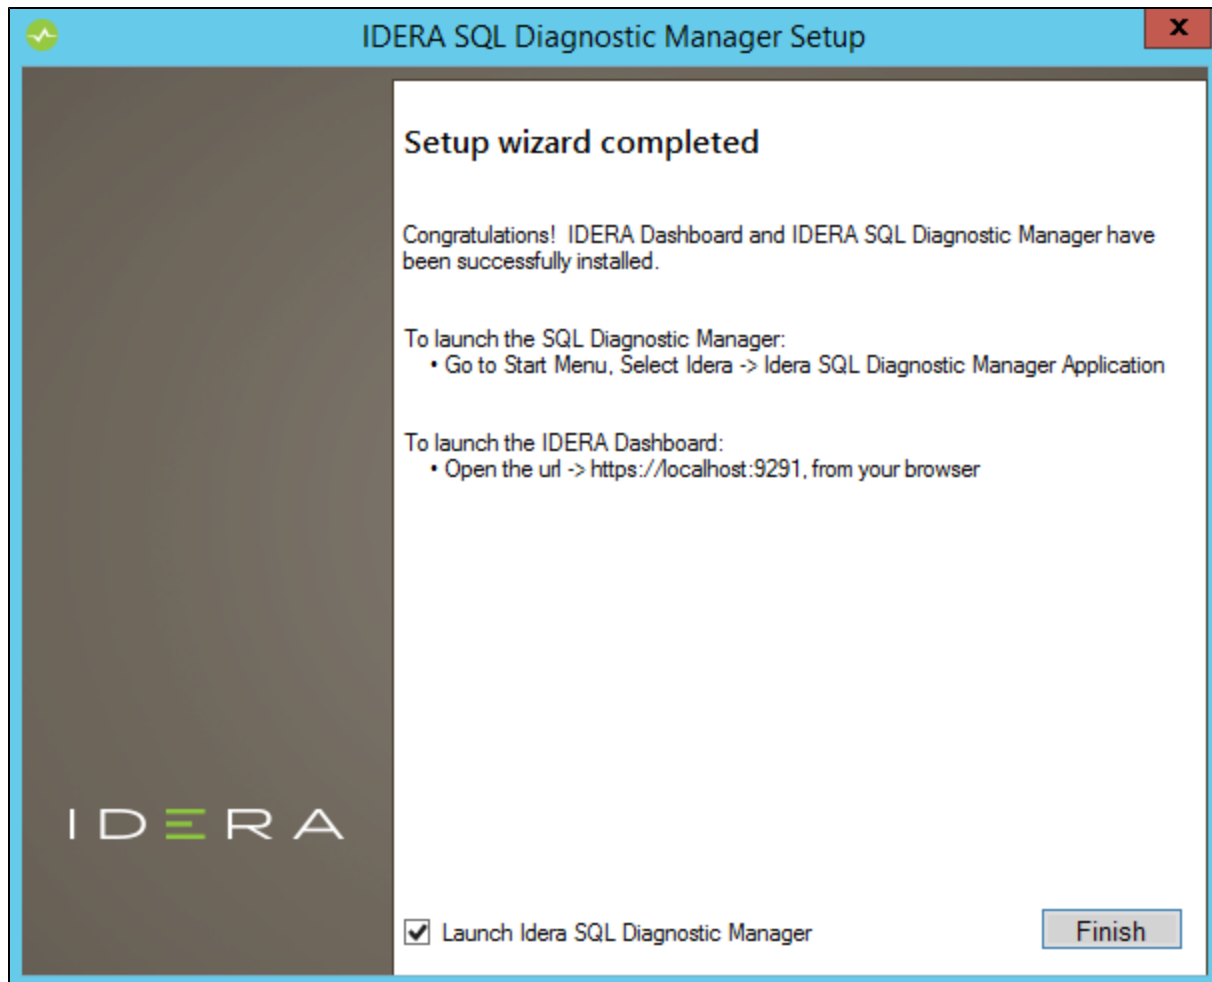 IDERA SQL Diagnostic Manager Setup
X
Setup wizard completed
Congratulations!  IDERA Dashboard and IDERA SQL Diagnostic Manager have
been successfully installed.
To launch the SQL Diagnostic Manager:
• Go to Start Menu, Select Idera -> Idera SQL Diagnostic Manager Application
To launch the IDERA Dashboard:
• Open the url -> https://localhost:9291, from your browser
IDERA
Launch Idera SQL Diagnostic Manager
Finish